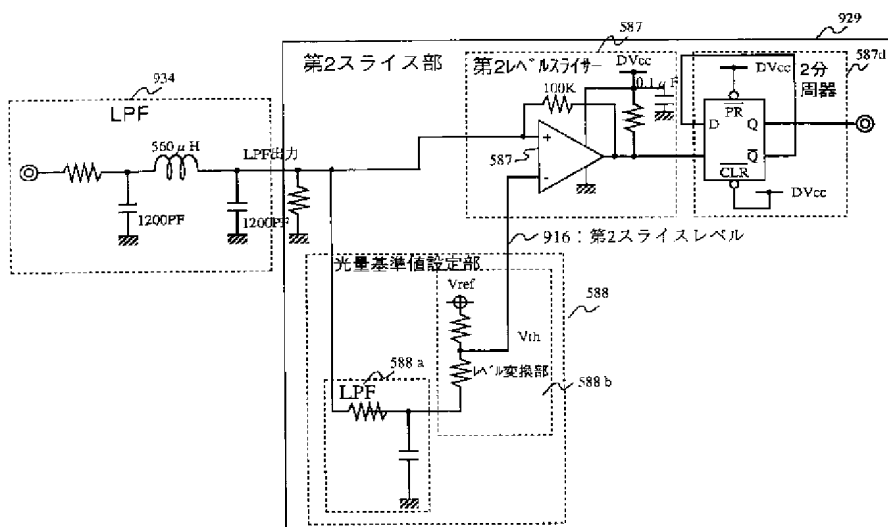 929
587
第2スライス部
第2レベルスライサー
587d
934
LPF
DVcc
DVcc
2分
周器
100K
0.1μF
560μH
LPF出力
PR
D
Q
587
+
-
Q
CLR
1200PF
1200PF
DVcc
916：第2スライスレベル
光量基準値設定部
Vref
588
Vth
588a
レベル変換部
588b
LPF